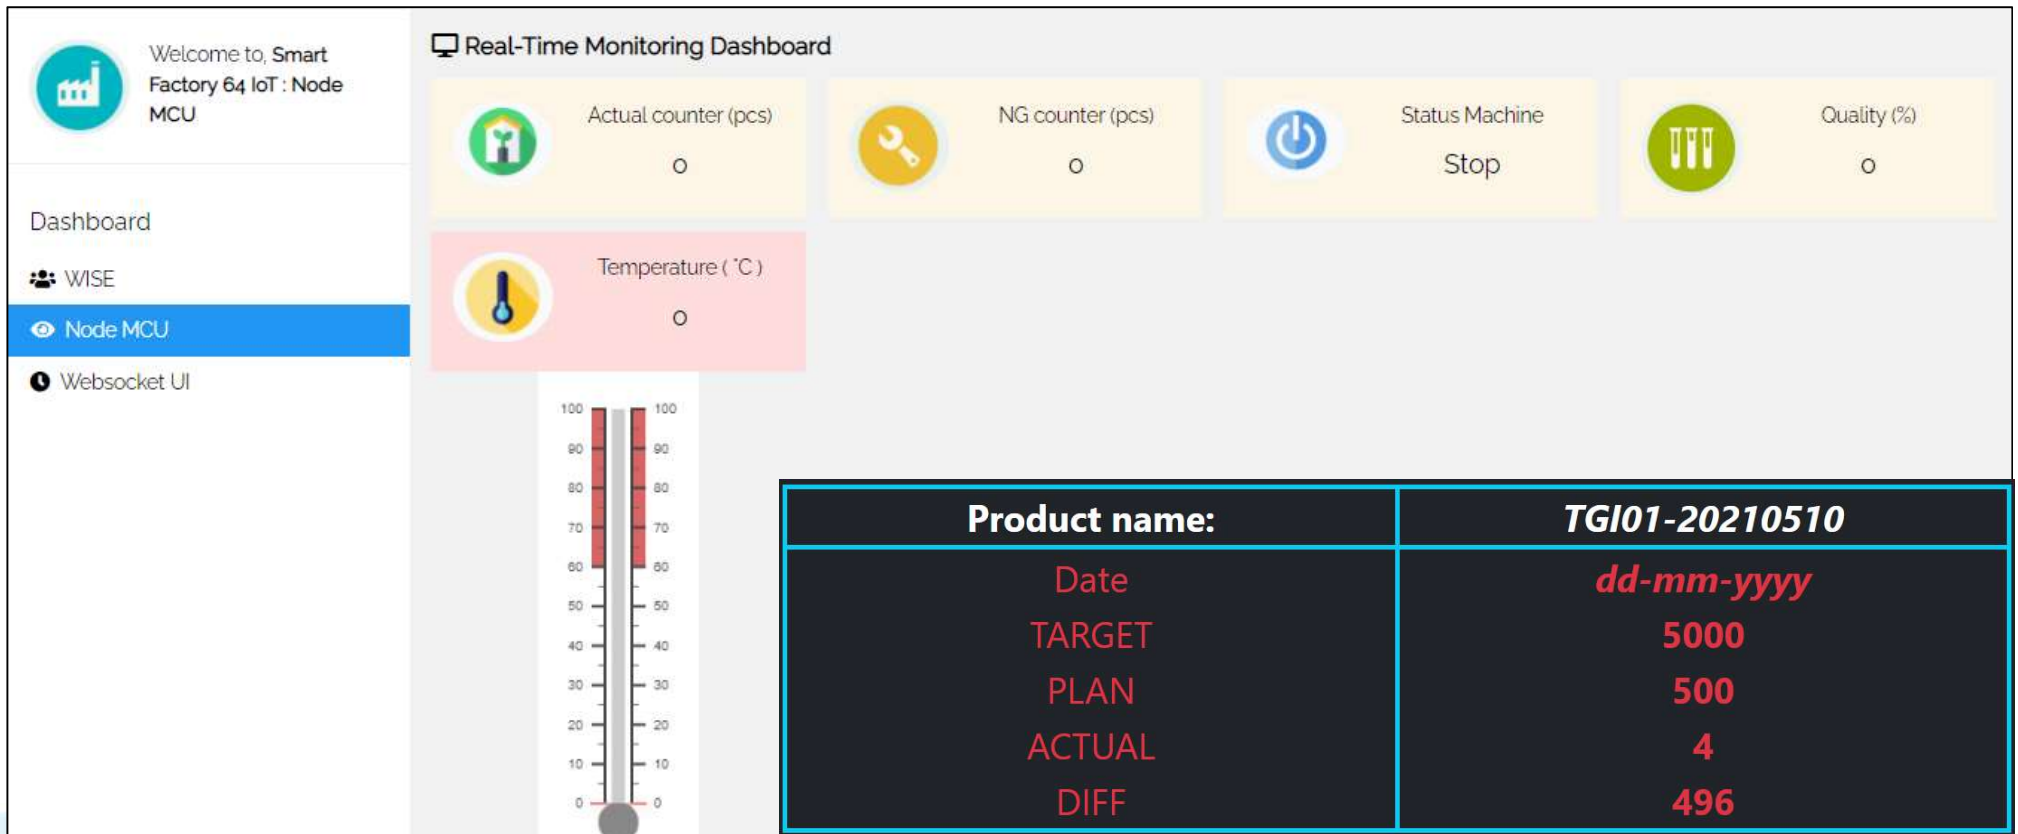 Welcome to, Smart
Factory 64 IoT : Node
MCU
Dashboard
WISE
Node MCU
Websocket UI
Real-Time Monitoring Dashboard
Actual counter (pcs)
0
NG counter (pcs)
0
Status Machine
Stop
Quality (%)
0
Temperature ( °C )
0
100 100
90 90
80 80
70 70
60 60
50 50
40 40
30 30
20 20
10 10
0 0
Product name: TGI01-20210510
Date dd-mm-yyyy
TARGET 5000
PLAN 500
ACTUAL 4
DIFF 496